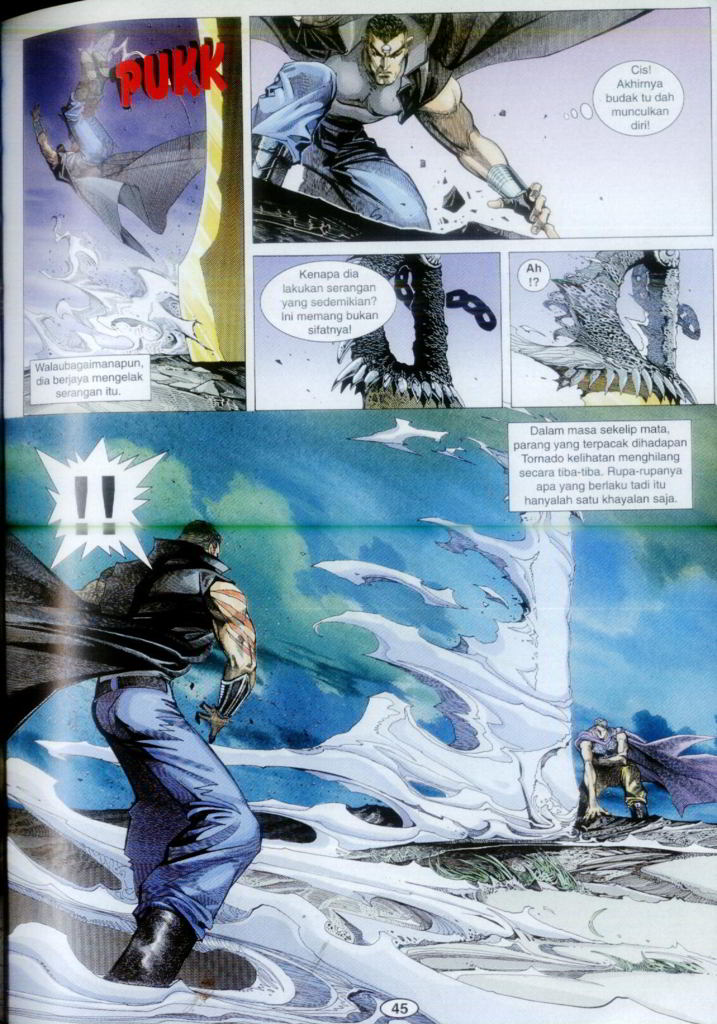 PUKK
Walaubagaimanapun,
dia berjaya mengelak
serangan itu.
Cis!
Akhirnya
budak tu dah
munculkan
diri!
Kenapa dia
lakukan serangan
yang sedemikian?
Ini memang bukan
sifatnya!
Ah
!?
Dalam masa sekelip mata,
parang yang terpacak dihadapan
Tornado kelihatan menghilang
secara tiba-tiba. Rupa-rupanya
apa yang berlaku tadi itu
hanyalah satu khayalan saja.
!!
45